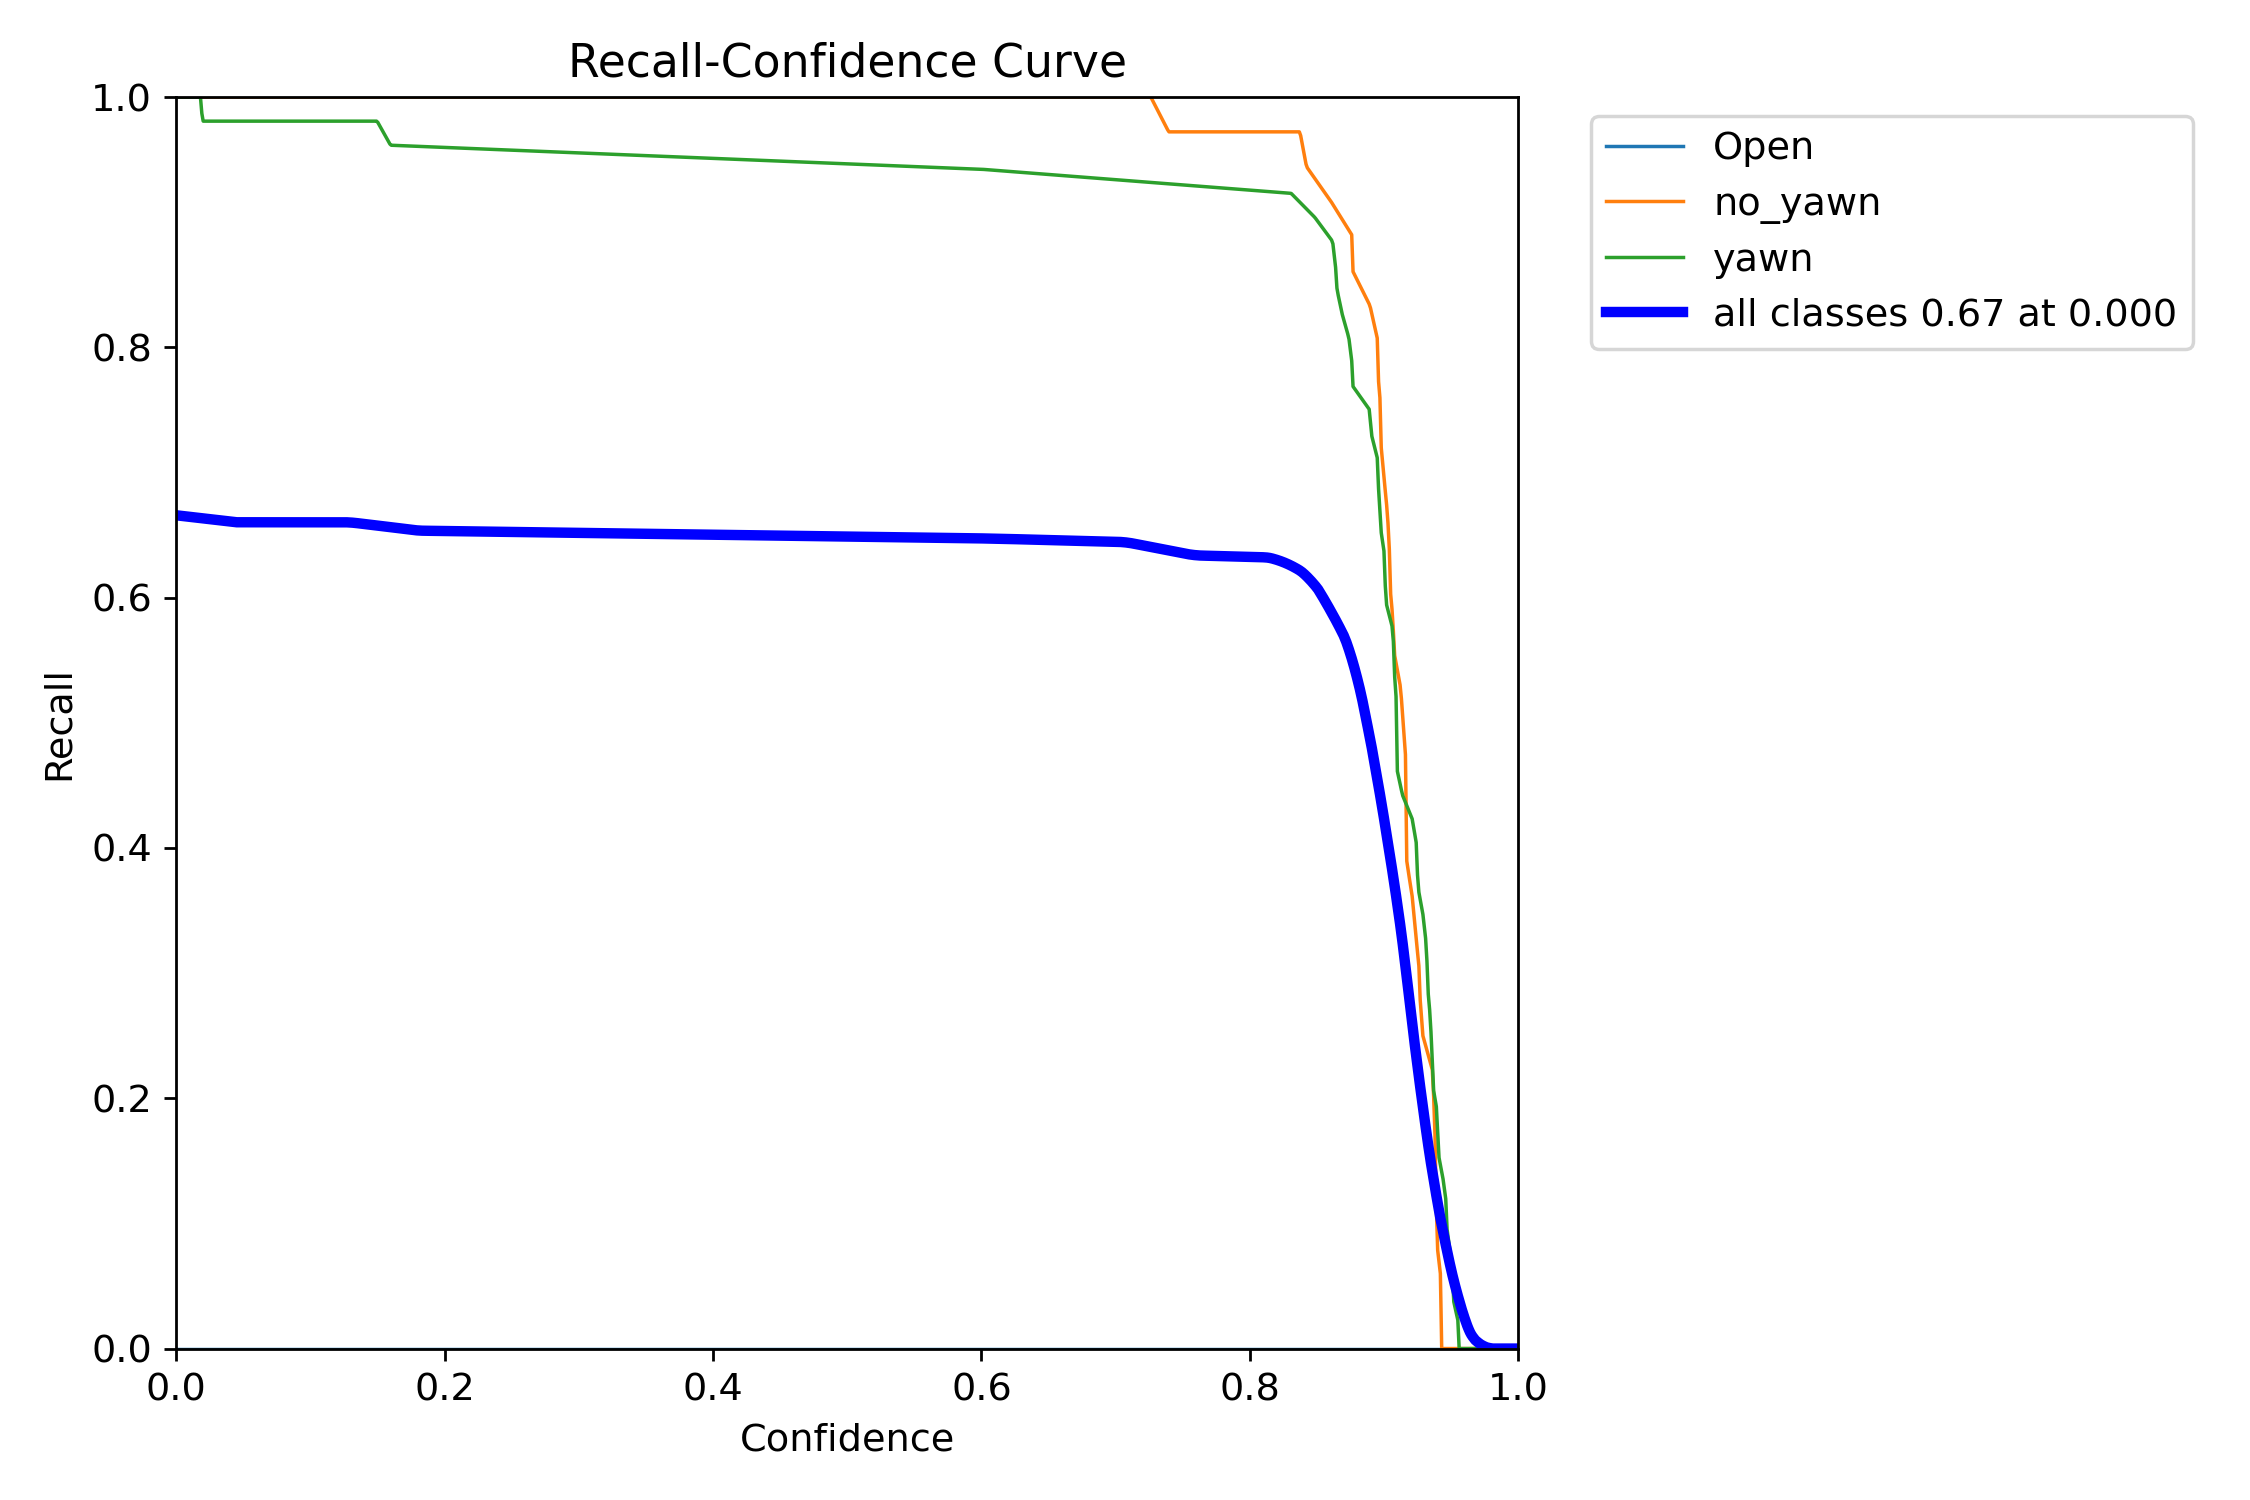 Recall-Confidence Curve
1.0
0.8
0.6
0.4
0.2
0.0
Recall
0.0 0.2 0.4 0.6 0.8 1.0
Confidence
Open
no_yawn
yawn
all classes 0.67 at 0.000